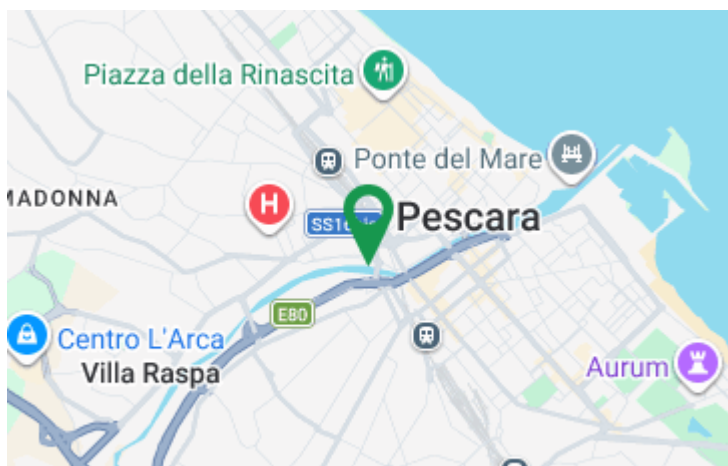 Piazza della Rinascita
Ponte del Mare
MADONNA
H
Pescara
E80
Centro L'Arca
Villa Raspa
Aurum